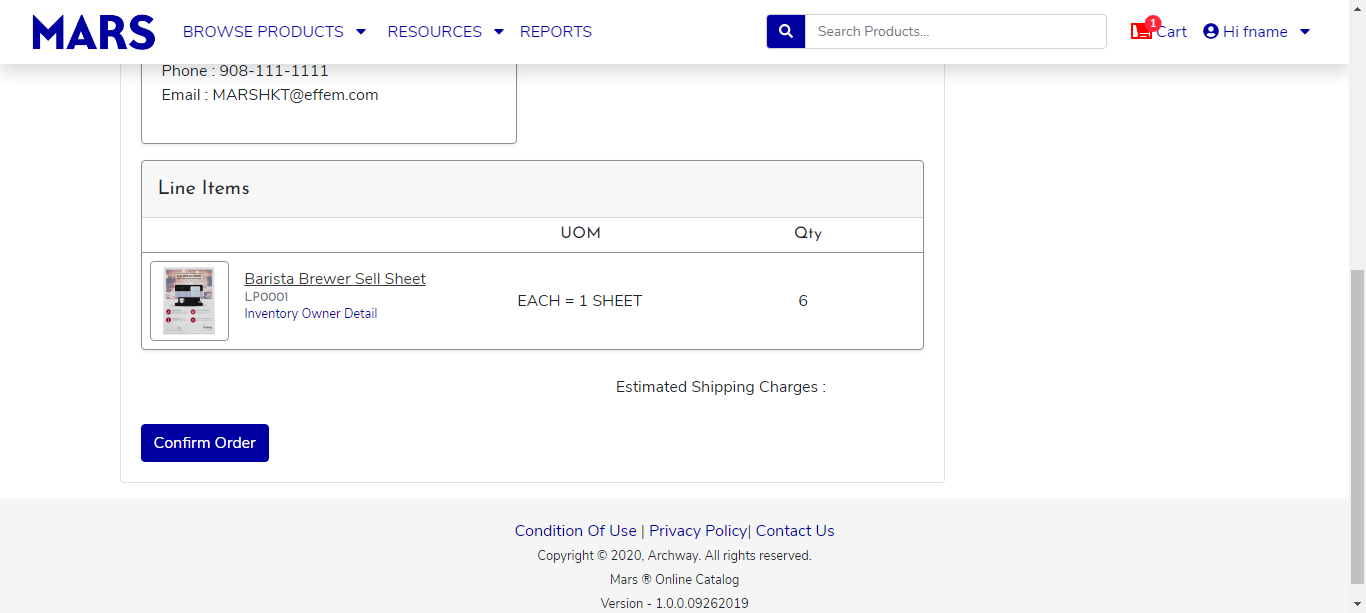 MARS BROWSE PRODUCTS RESOURCES REPORTS Search Products... 1 Cart Hi fname
Phone : 908-111-1111
Email : MARSHKT@effem.com
Line Items
UOM Qty
Barista Brewer Sell Sheet
LP0001
Inventory Owner Detail
EACH = 1 SHEET 6
Estimated Shipping Charges :
Confirm Order
Condition Of Use | Privacy Policy| Contact Us
Copyright © 2020, Archway. All rights reserved.
Mars ® Online Catalog
Version - 1.0.0.09262019